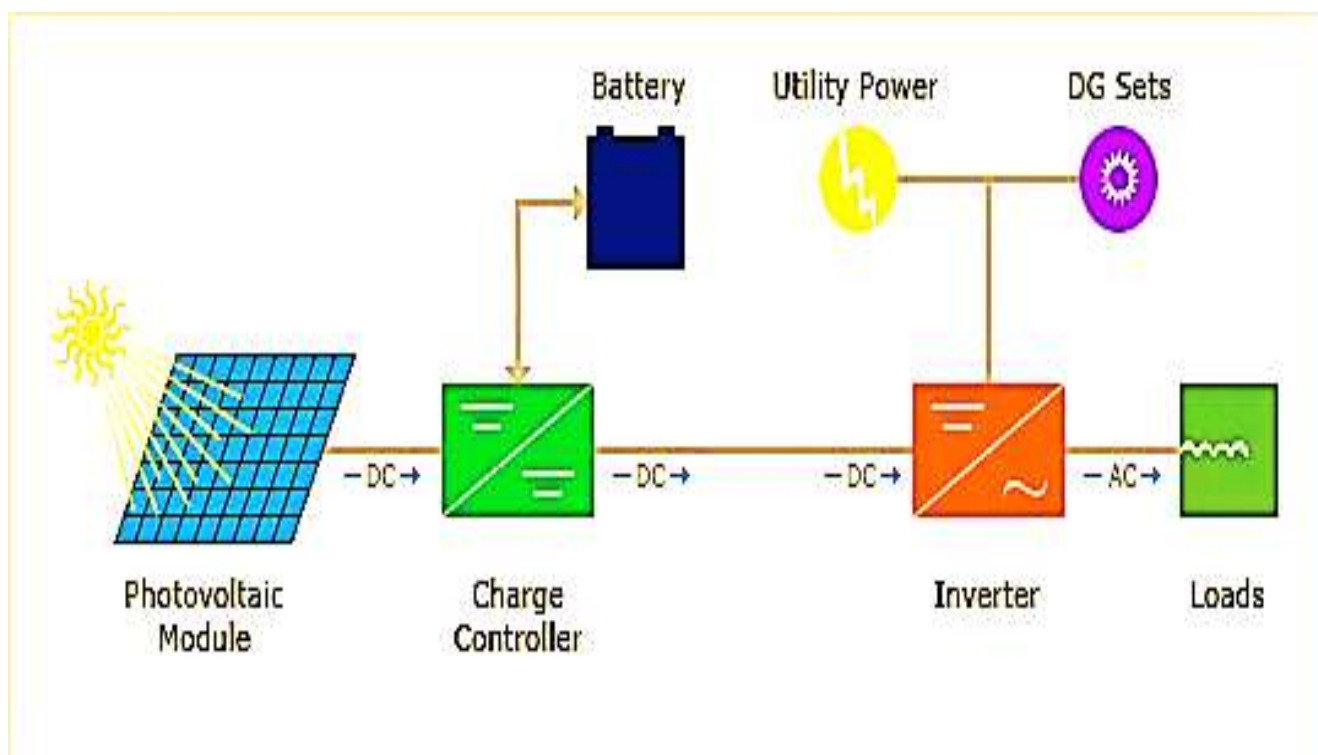 Battery
Utility Power
DG Sets
DC
DC
DC
AC
Photovoltaic
Module
Charge
Controller
Inverter
Loads